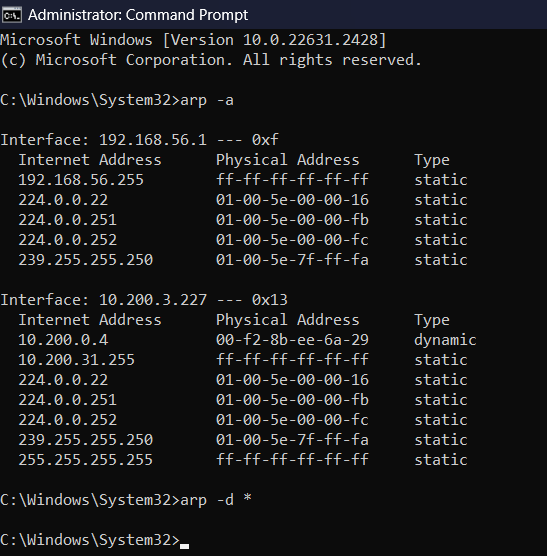 Administrator: Command Prompt
Microsoft Windows [Version 10.0.22631.2428]
(c) Microsoft Corporation. All rights reserved.
C:\Windows\System32>arp -a
Interface: 192.168.56.1 --- 0xf
Internet Address Physical Address Type
192.168.56.255 ff-ff-ff-ff-ff-ff static
224.0.0.22 01-00-5e-00-00-16 static
224.0.0.251 01-00-5e-00-00-fb static
224.0.0.252 01-00-5e-00-00-fc static
239.255.255.250 01-00-5e-7f-ff-fa static
Interface: 10.200.3.227 --- 0x13
Internet Address Physical Address Type
10.200.0.4 00-f2-8b-ee-6a-29 dynamic
10.200.31.255 ff-ff-ff-ff-ff-ff static
224.0.0.22 01-00-5e-00-00-16 static
224.0.0.251 01-00-5e-00-00-fb static
224.0.0.252 01-00-5e-00-00-fc static
239.255.255.250 01-00-5e-7f-ff-fa static
255.255.255.255 ff-ff-ff-ff-ff-ff static
C:\Windows\System32>arp -d *
C:\Windows\System32>